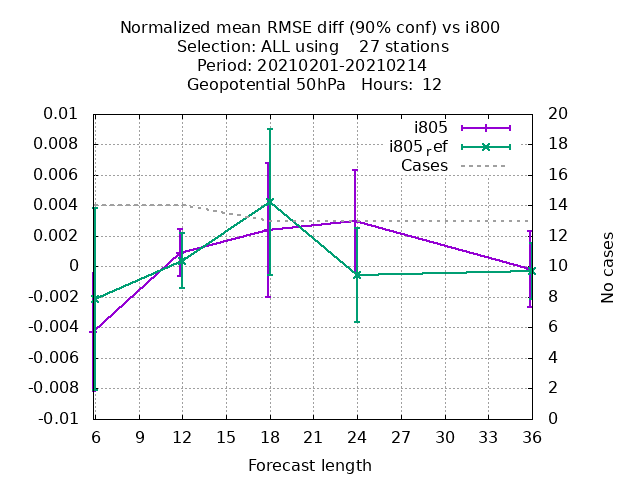 Normalized mean RMSE diff (90% conf) vs i800
Selection: ALL using 27 stations
Period: 20210201-20210214
Geopotential 50hPa Hours: 12
0.01 20
i805
0.008 18
i805ref
0.006 Cases 16
0.004 14
0.002 12
0 10
-0.002 8
-0.004 6
-0.006 4
-0.008 2
-0.01 0
No cases
6 9 12 15 18 21 24 27 30 33 36
Forecast length